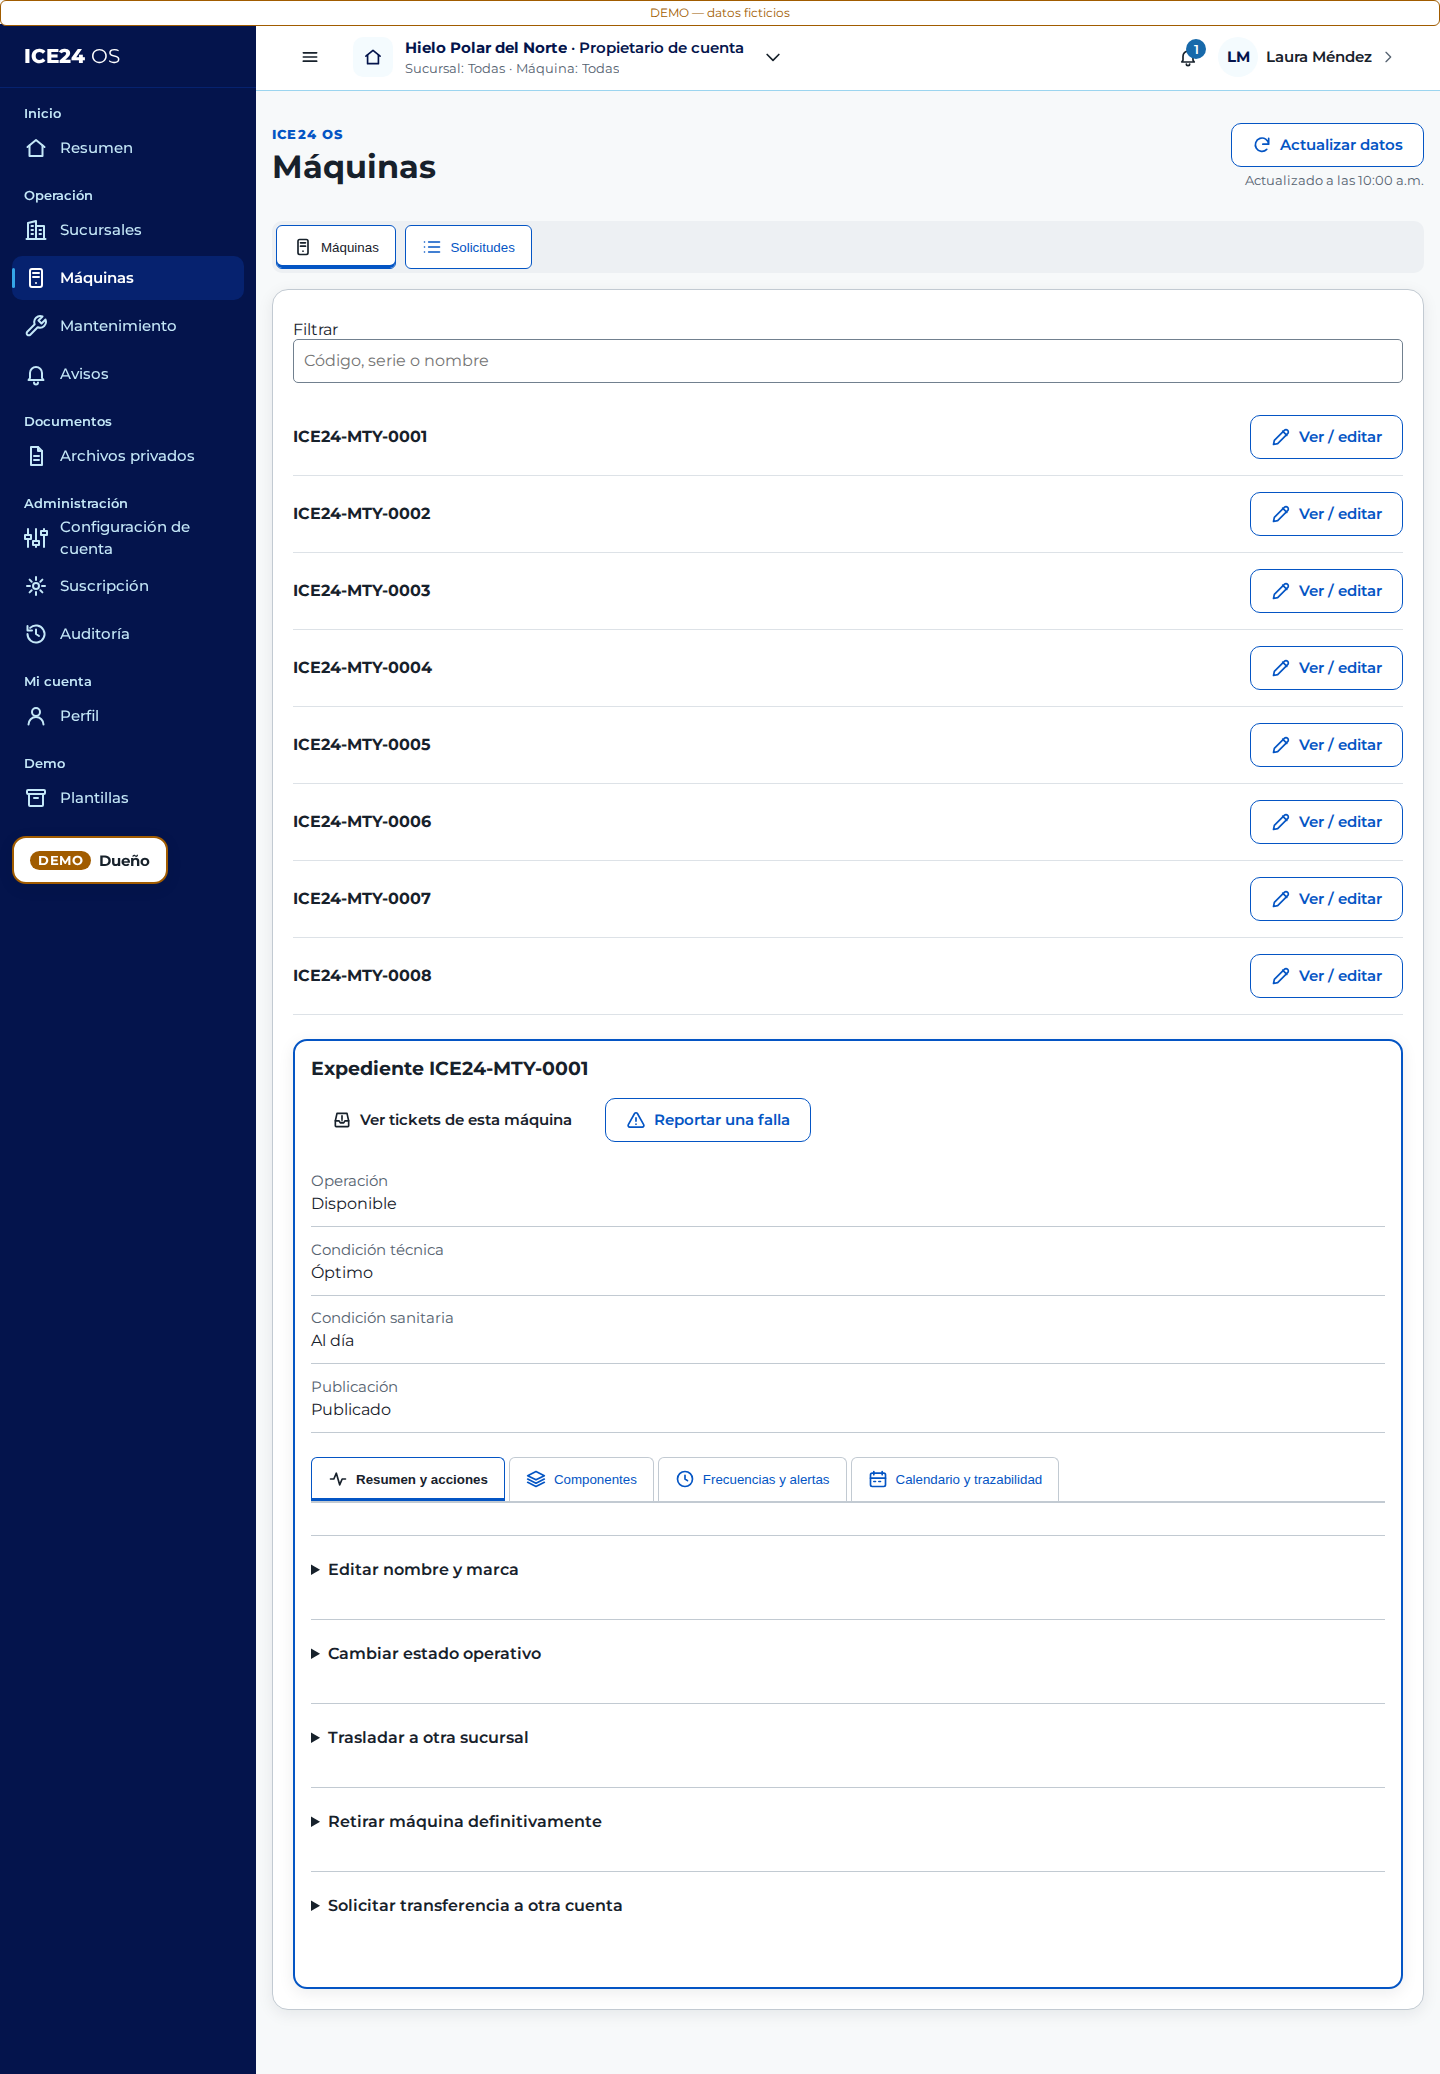 DEMO — datos ficticios
ICE24 OS
Inicio
Resumen
Operación
Sucursales
Máquinas
Mantenimiento
Avisos
Documentos
Archivos privados
Administración
Configuración de
cuenta
Suscripción
Auditoría
Mi cuenta
Perfil
Demo
Plantillas
DEMO Dueño
Hielo Polar del Norte · Propietario de cuenta
Sucursal: Todas · Máquina: Todas
1
LM Laura Méndez
ICE24 OS
Máquinas
Actualizar datos
Actualizado a las 10:00 a.m.
Máquinas
Solicitudes
Filtrar
Código, serie o nombre
ICE24-MTY-0001 Ver / editar
ICE24-MTY-0002 Ver / editar
ICE24-MTY-0003 Ver / editar
ICE24-MTY-0004 Ver / editar
ICE24-MTY-0005 Ver / editar
ICE24-MTY-0006 Ver / editar
ICE24-MTY-0007 Ver / editar
ICE24-MTY-0008 Ver / editar
Expediente ICE24-MTY-0001
Ver tickets de esta máquina Reportar una falla
Operación
Disponible
Condición técnica
Óptimo
Condición sanitaria
Al día
Publicación
Publicado
Resumen y acciones Componentes Frecuencias y alertas Calendario y trazabilidad
Editar nombre y marca
Cambiar estado operativo
Trasladar a otra sucursal
Retirar máquina definitivamente
Solicitar transferencia a otra cuenta